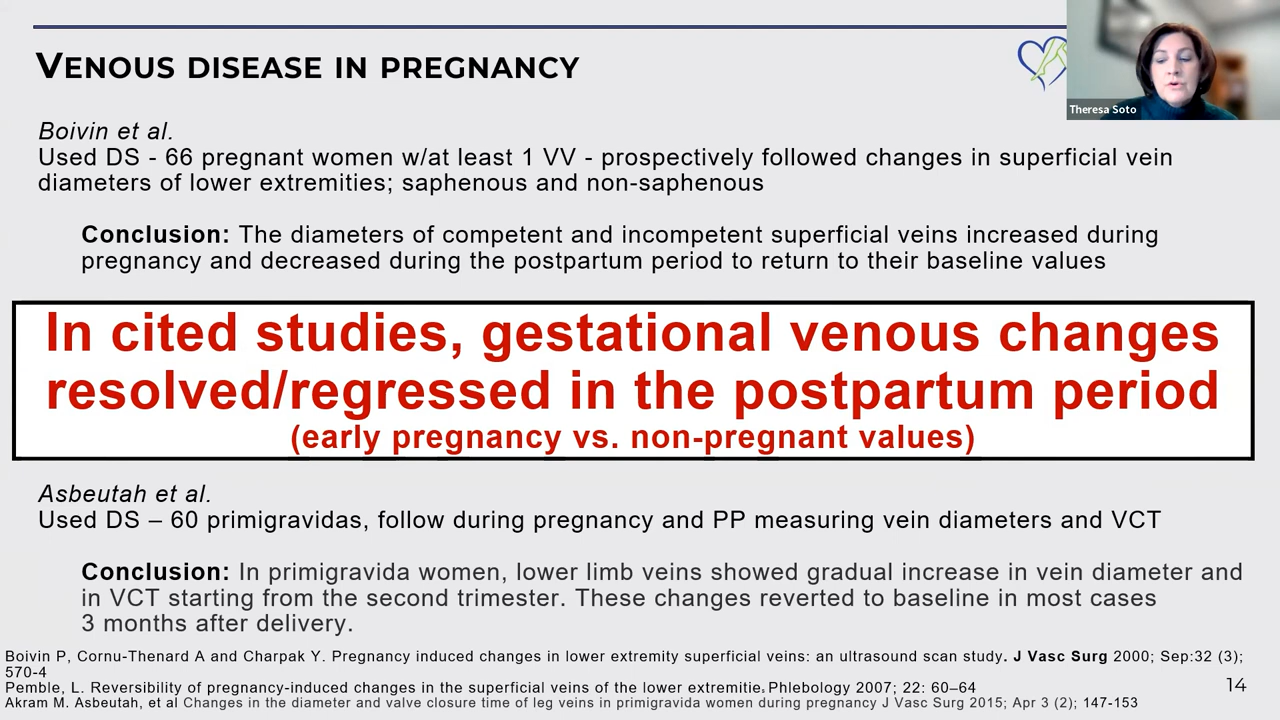 VENOUS DISEASE IN PREGNANCY
Theresa Soto
Boivin et al.
Used DS - 66 pregnant women w/at least 1 VV - prospectively followed changes in superficial vein
diameters of lower extremities; saphenous and non-saphenous
Conclusion: The diameters of competent and incompetent superficial veins increased during
pregnancy and decreased during the postpartum period to return to their baseline values
In cited studies, gestational venous changes
resolved/regressed in the postpartum period
(early pregnancy vs. non-pregnant values)
Asbeutah et al.
Used DS – 60 primigravidas, follow during pregnancy and PP measuring vein diameters and VCT
Conclusion: In primigravida women, lower limb veins showed gradual increase in vein diameter and
in VCT starting from the second trimester. These changes reverted to baseline in most cases
3 months after delivery.
Boivin P, Cornu-Thenard A and Charpak Y. Pregnancy induced changes in lower extremity superficial veins: an ultrasound scan study. J Vasc Surg 2000; Sep:32 (3);
570-4
Pemble, L. Reversibility of pregnancy-induced changes in the superficial veins of the lower extremitie. Phlebology 2007; 22: 60–64
Akram M. Asbeutah, et al Changes in the diameter and valve closure time of leg veins in primigravida women during pregnancy J Vasc Surg 2015; Apr 3 (2); 147-153
14